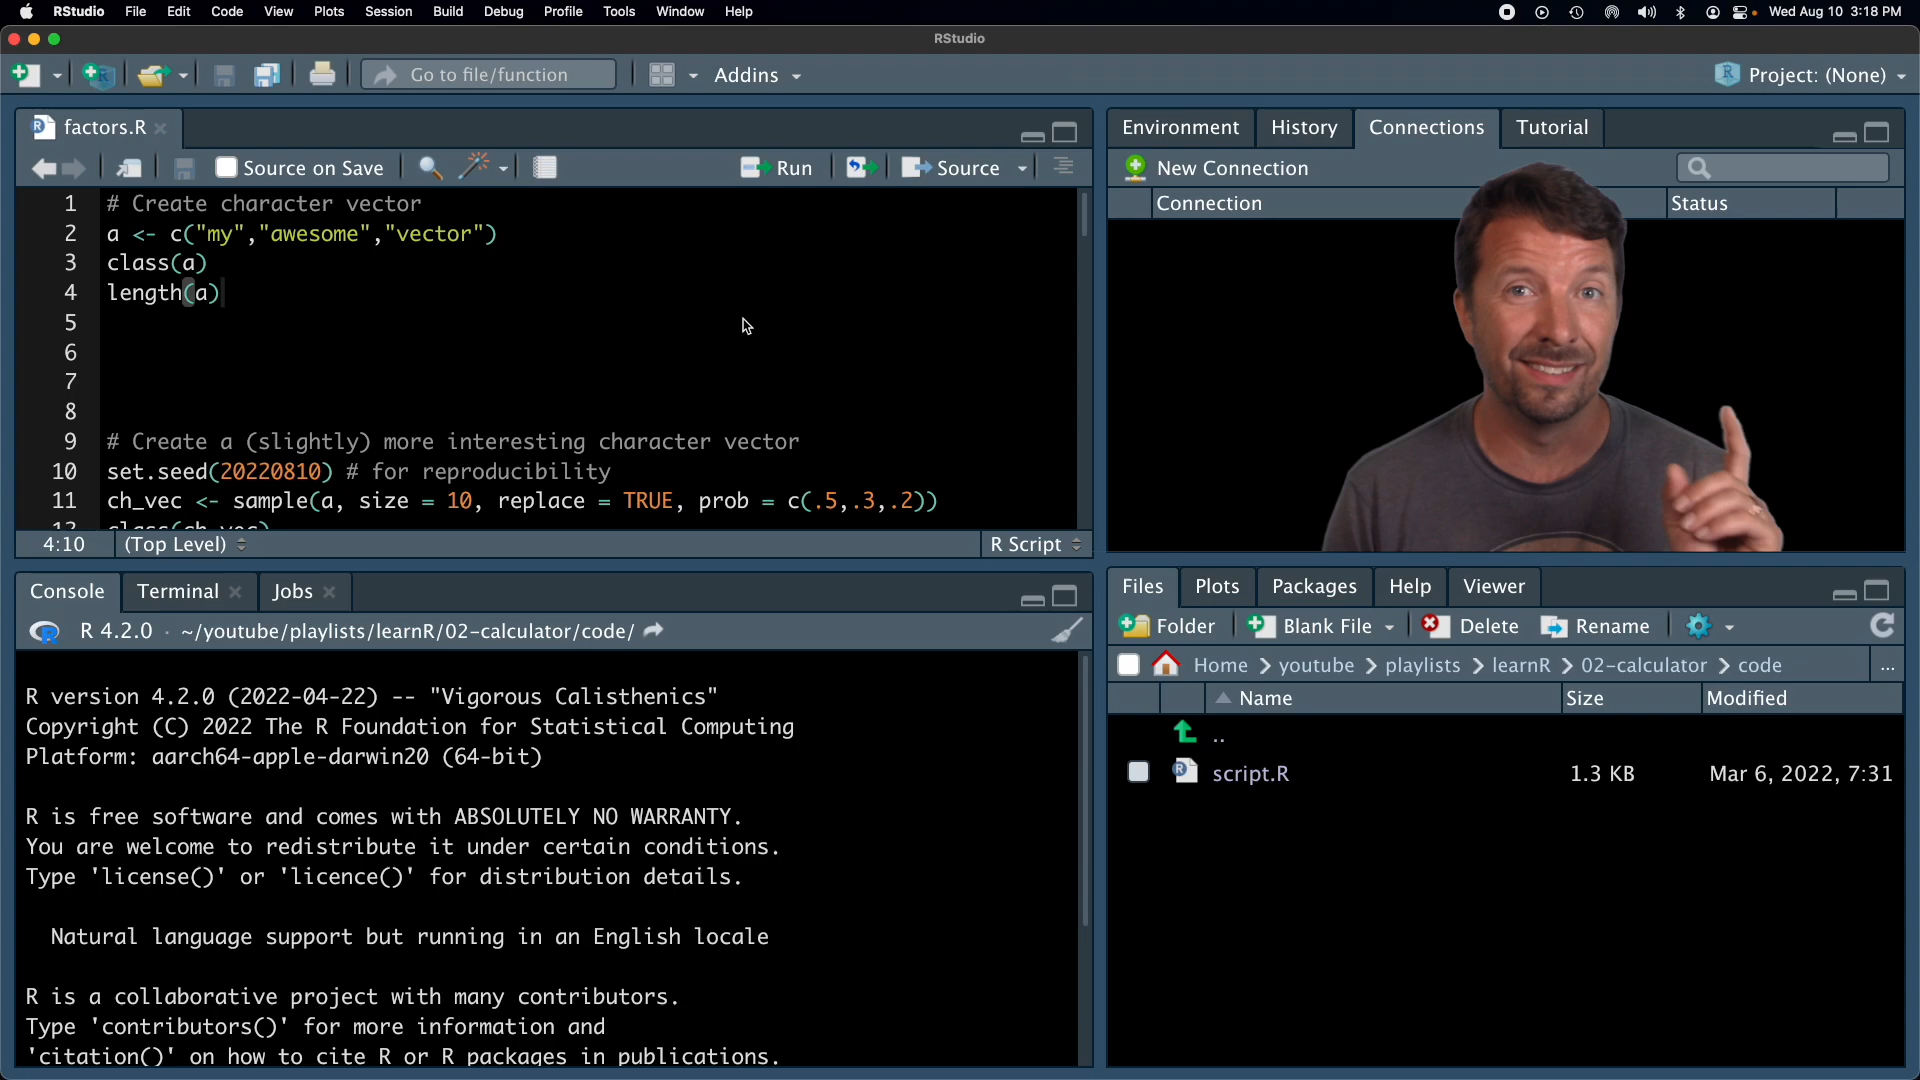 RStudio File Edit Code View Plots Session Build Debug Profile Tools Window Help Wed Aug 10 3:18 PM
RStudio
Go to file/function Addins Project: (None)
factors.R
Source on Save Run Source
1 # Create character vector
2 a <- c("my","awesome","vector")
3 class(a)
4 length(a)
5
6
7
8
9 # Create a (slightly) more interesting character vector
10 set.seed(20220810) # for reproducibility
11 ch_vec <- sample(a, size = 10, replace = TRUE, prob = c(.5,.3,.2))
12 class(ch_vec)
4:10 (Top Level) R Script
Console Terminal Jobs
R 4.2.0 · ~/youtube/playlists/learnR/02-calculator/code/
R version 4.2.0 (2022-04-22) -- "Vigorous Calisthenics"
Copyright (C) 2022 The R Foundation for Statistical Computing
Platform: aarch64-apple-darwin20 (64-bit)
R is free software and comes with ABSOLUTELY NO WARRANTY.
You are welcome to redistribute it under certain conditions.
Type 'license()' or 'licence()' for distribution details.
Natural language support but running in an English locale
R is a collaborative project with many contributors.
Type 'contributors()' for more information and
'citation()' on how to cite R or R packages in publications.
Environment History Connections Tutorial
New Connection
Connection Status
Files Plots Packages Help Viewer
Folder Blank File Delete Rename
Home > youtube > playlists > learnR > 02-calculator > code ...
Name Size Modified
..
script.R 1.3 KB Mar 6, 2022, 7:31